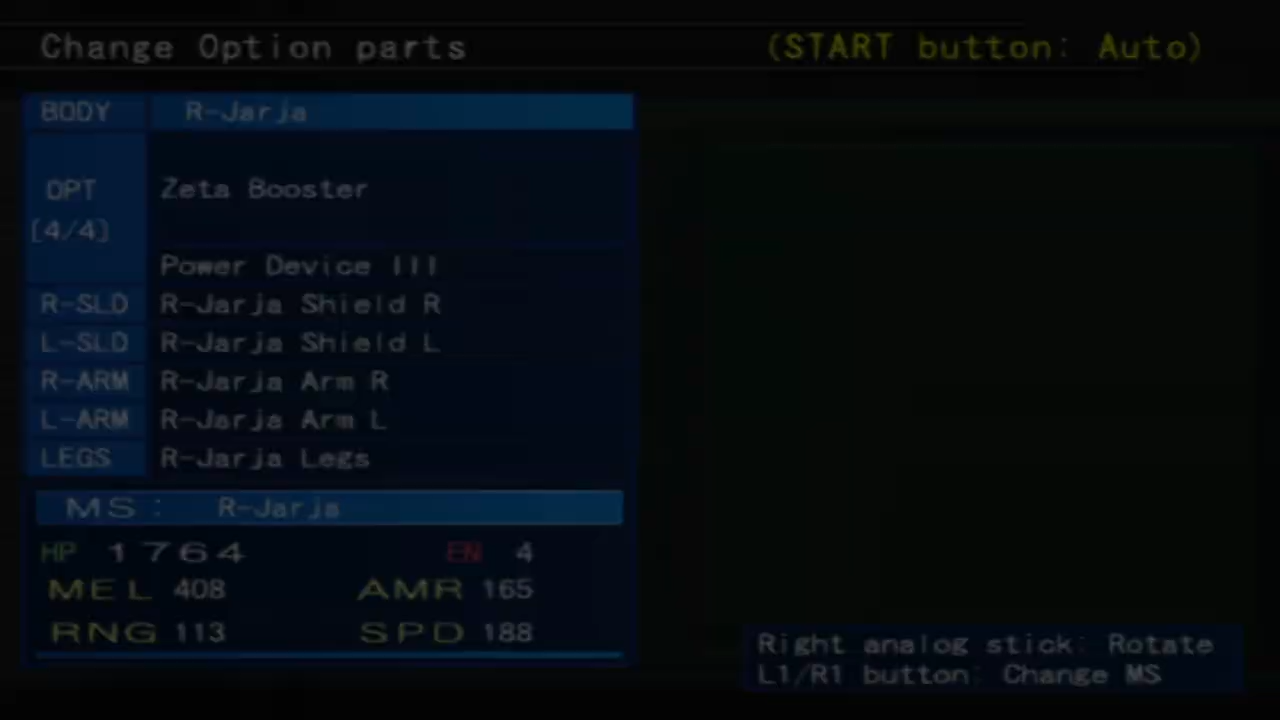 Change Option parts (START button: Auto)
BODY R-Jarja
OPT Zeta Booster
[4/4]
Power Device III
R-SLD R-Jarja Shield R
L-SLD R-Jarja Shield L
R-ARM R-Jarja Arm R
L-ARM R-Jarja Arm L
LEGS R-Jarja Legs
MS: R-Jarja
HP 1764 EN 4
MEL 408 AMR 165
RNG 113 SPD 188
Right analog stick: Rotate
L1/R1 button: Change MS